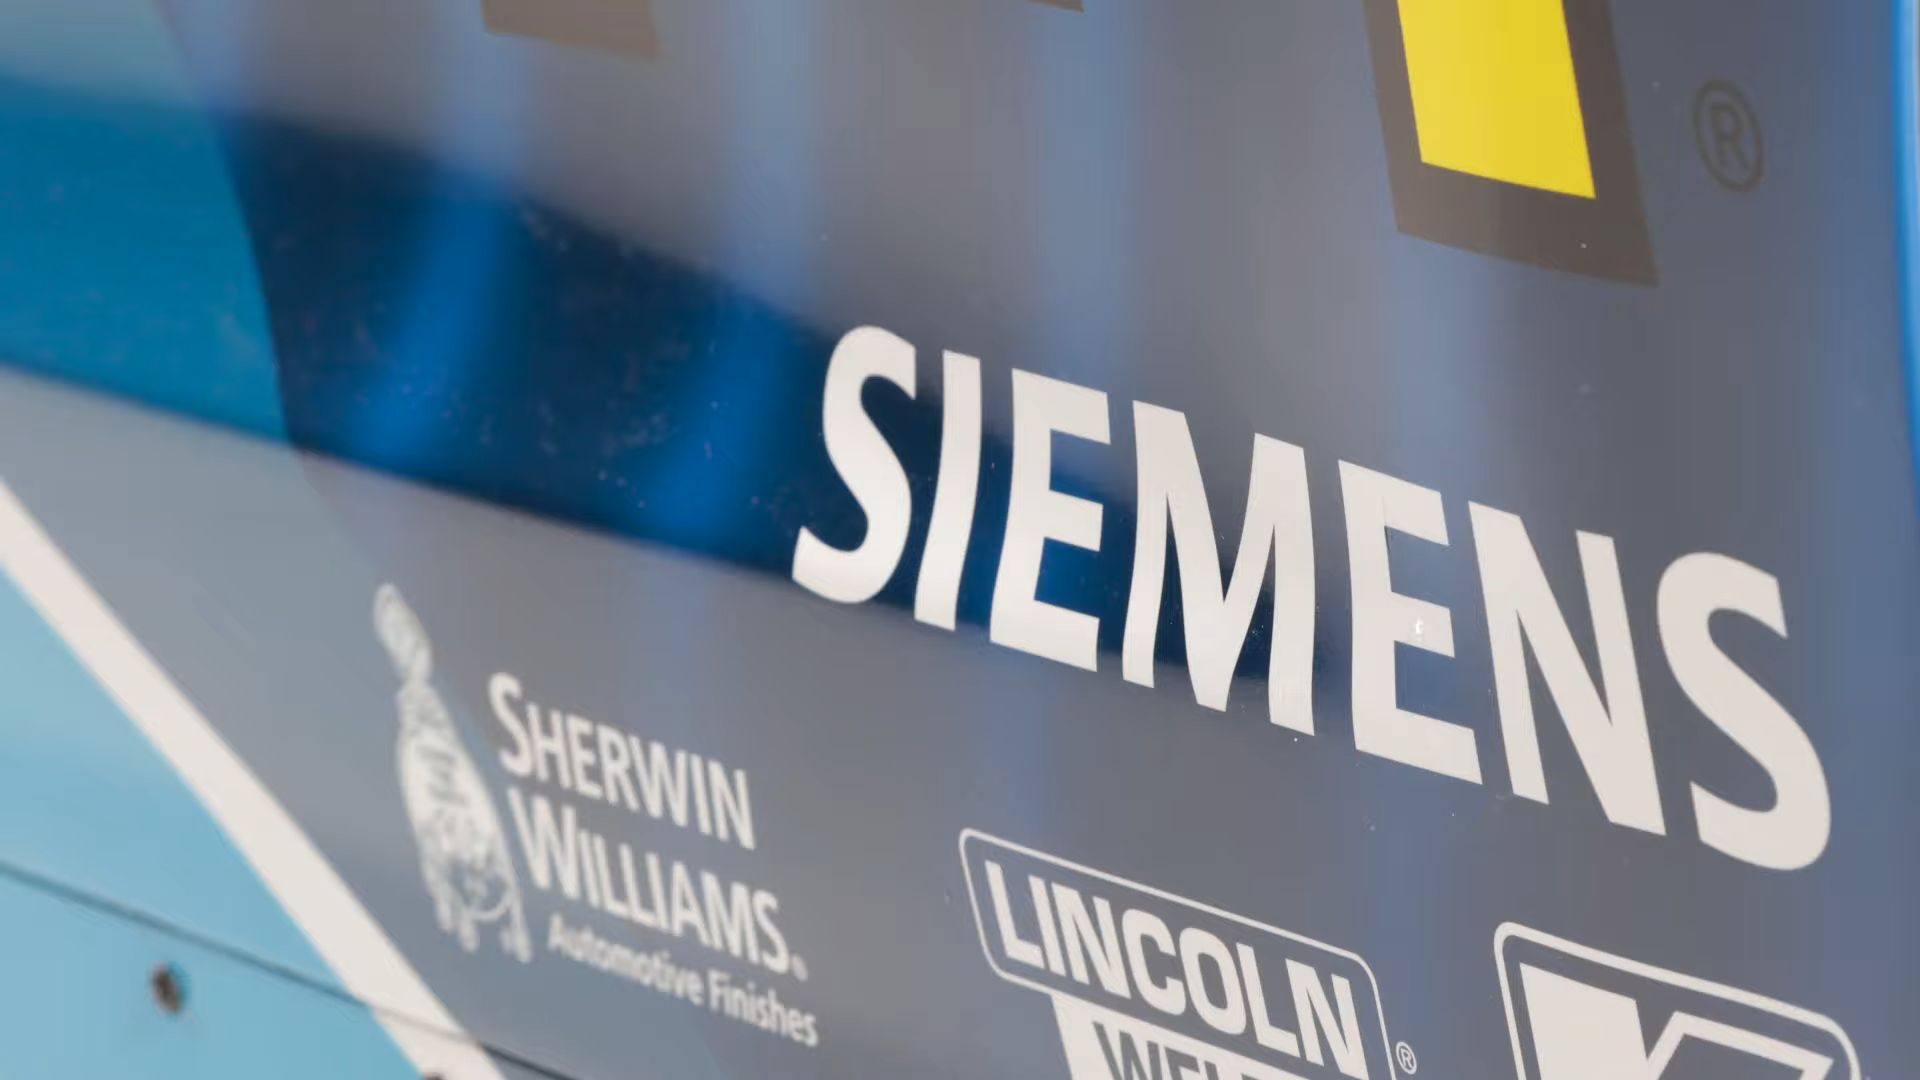 ®
SIEMENS
SHERWIN
WILLIAMS®
Automotive Finishes
LINCOLN
®